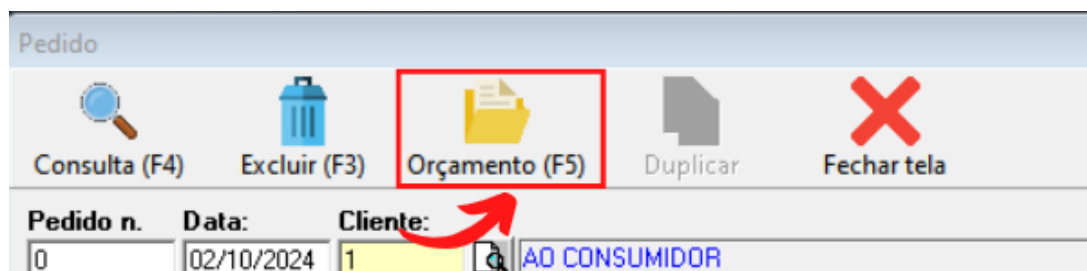 Pedido
Consulta (F4) Excluir (F3) Orçamento (F5) Duplicar Fechar tela
Pedido n. Data: Cliente:
0 02/10/2024 1 AO CONSUMIDOR